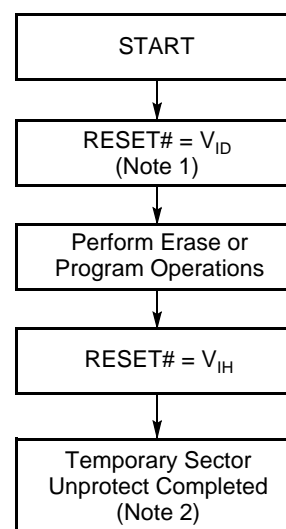 START
RESET# = V_ID
(Note 1)
Perform Erase or
Program Operations
RESET# = V_IH
Temporary Sector
Unprotect Completed
(Note 2)